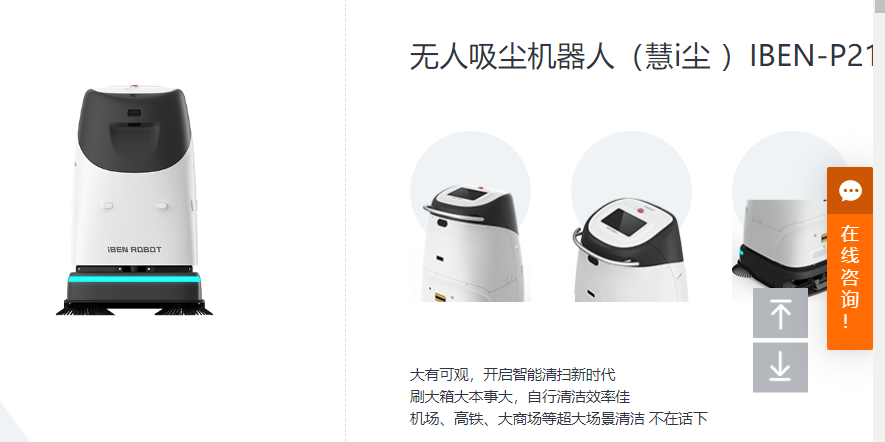 无人吸尘机器人（慧i尘 ）IBEN-P21
iBEN ROBOT
在线咨询！
大有可观，开启智能清扫新时代
刷大箱大本事大，自行清洁效率佳
机场、高铁、大商场等超大场景清洁 不在话下